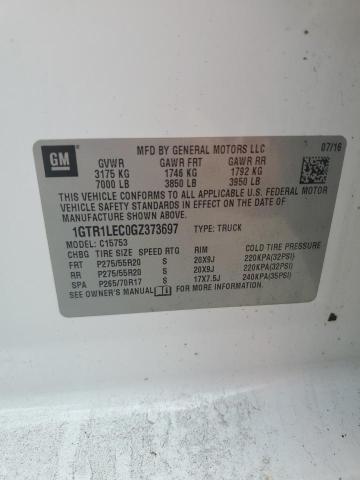 GM
MFD BY GENERAL MOTORS LLC
07/16
GVWR GAWR FRT GAWR RR
3175 KG 1746 KG 1792 KG
7000 LB 3850 LB 3950 LB
THIS VEHICLE CONFORMS TO ALL APPLICABLE U.S. FEDERAL MOTOR
VEHICLE SAFETY STANDARDS IN EFFECT ON THE DATE OF
MANUFACTURE SHOWN ABOVE.
1GTR1LEC0GZ373697 TYPE: TRUCK
MODEL: C15753
CHBG TIRE SIZE SPEED RTG RIM COLD TIRE PRESSURE
FRT P275/55R20 S 20X9J 220KPA(32PSI)
RR P275/55R20 S 20X9J 220KPA(32PSI)
SPA P265/70R17 S 17X7.5J 240KPA(35PSI)
SEE OWNER'S MANUAL FOR MORE INFORMATION.